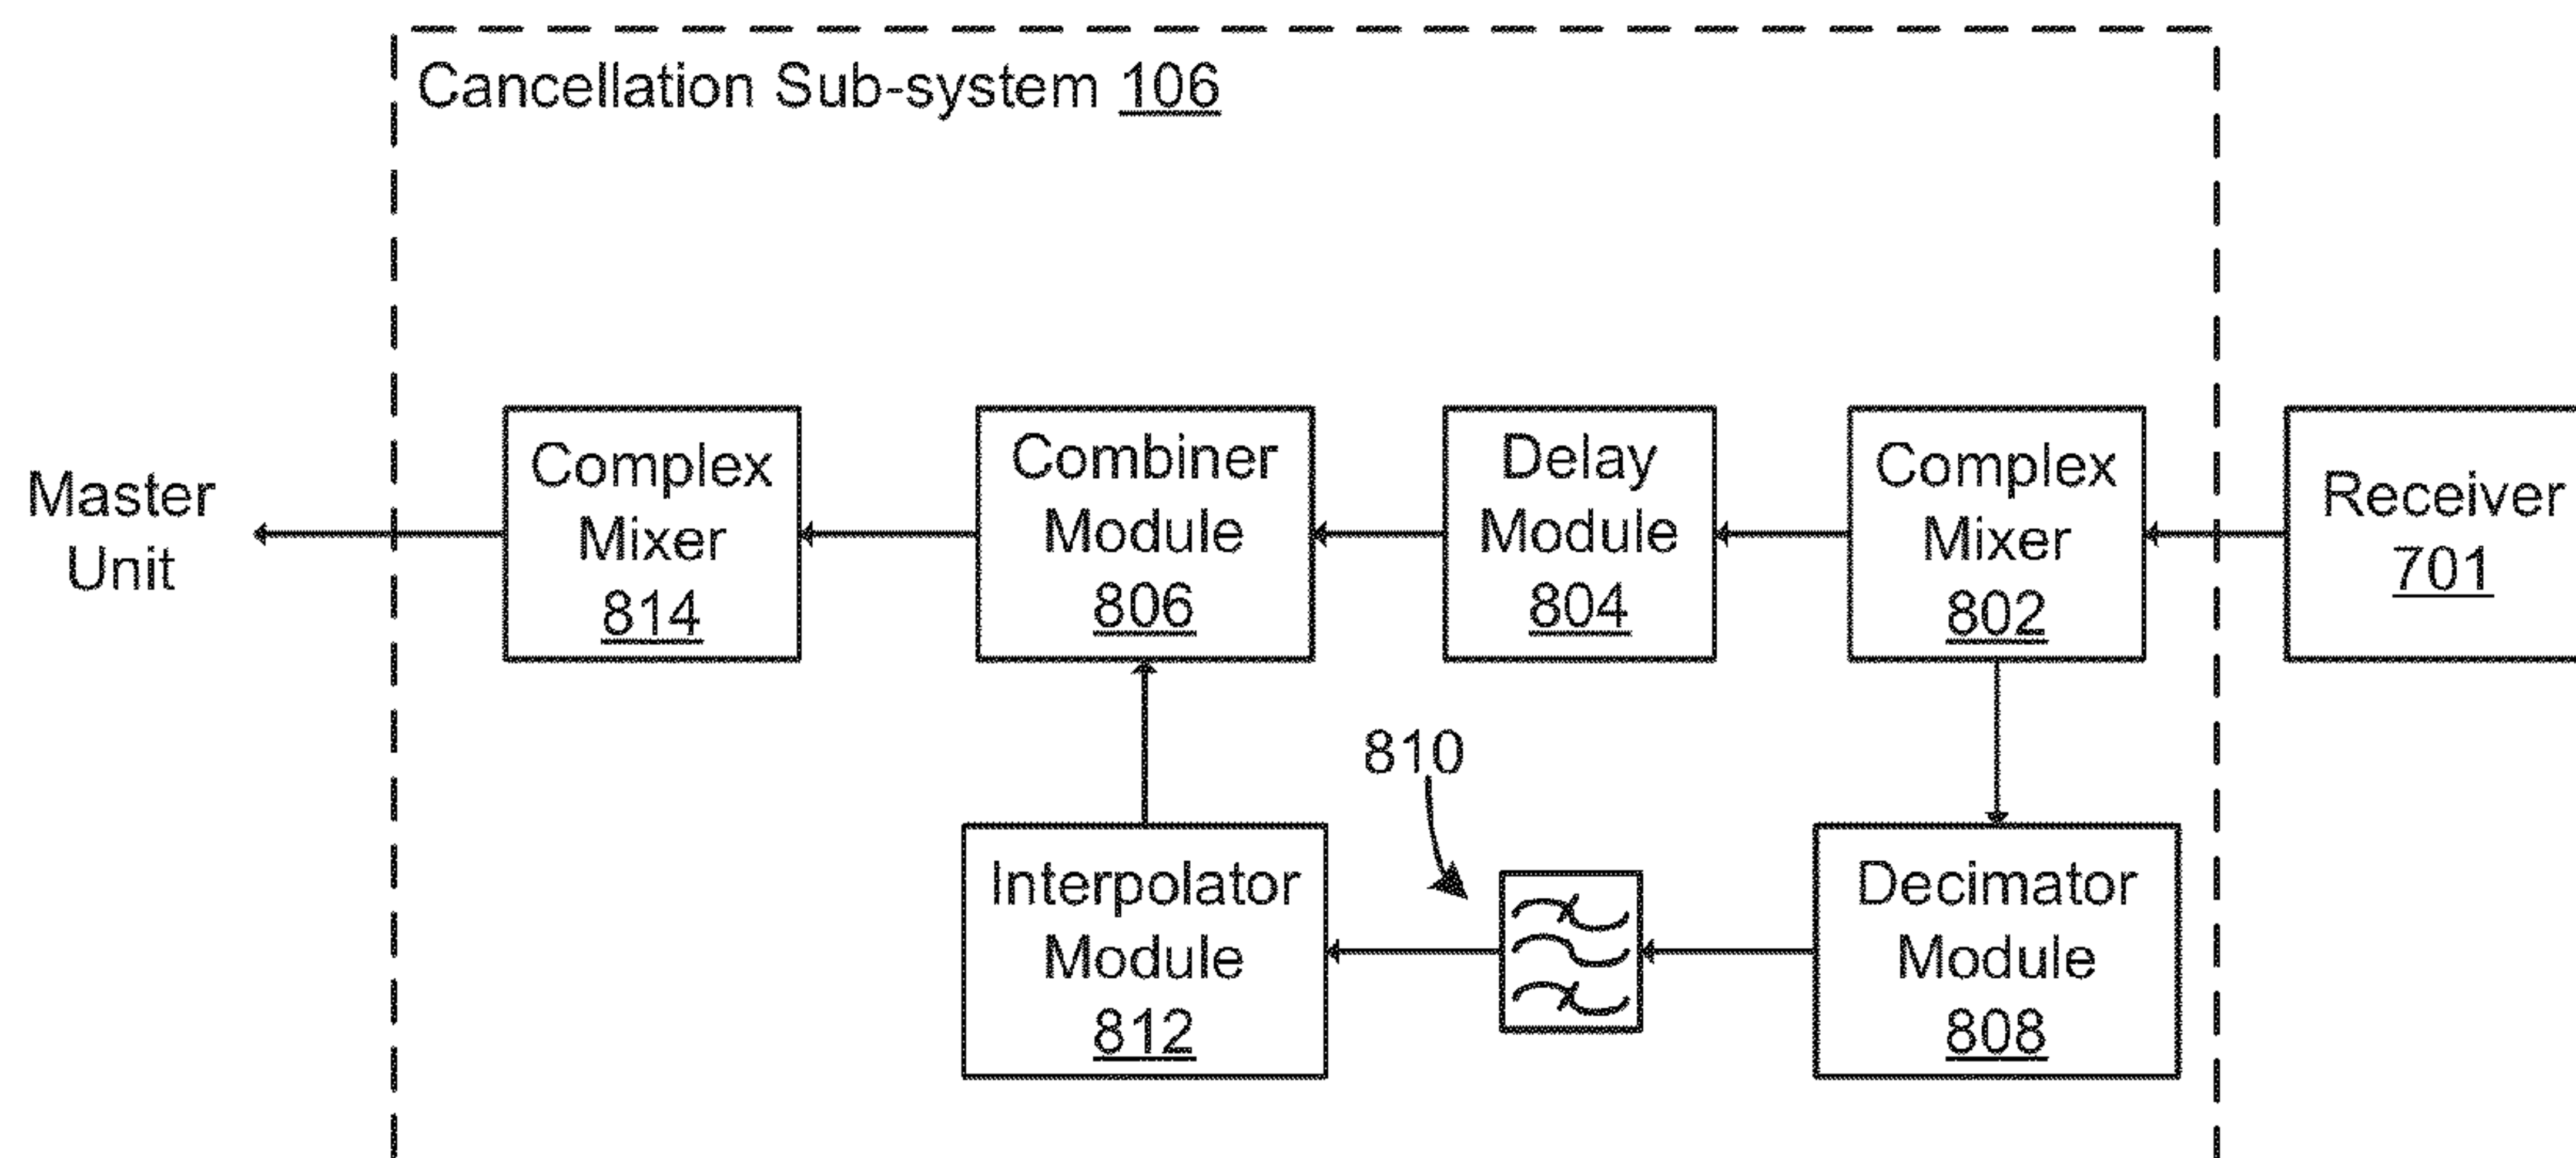 Cancellation Sub-system 106
Master
Unit
Complex
Mixer
814
Combiner
Module
806
Delay
Module
804
Complex
Mixer
802
Receiver
701
810
Interpolator
Module
812
Decimator
Module
808